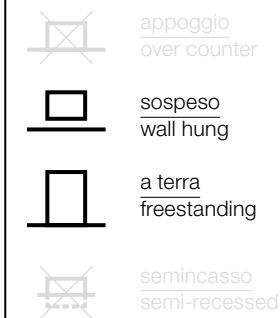 appoggio
over counter
sospeso
wall hung
a terra
freestanding
semincasso
semi-recessed